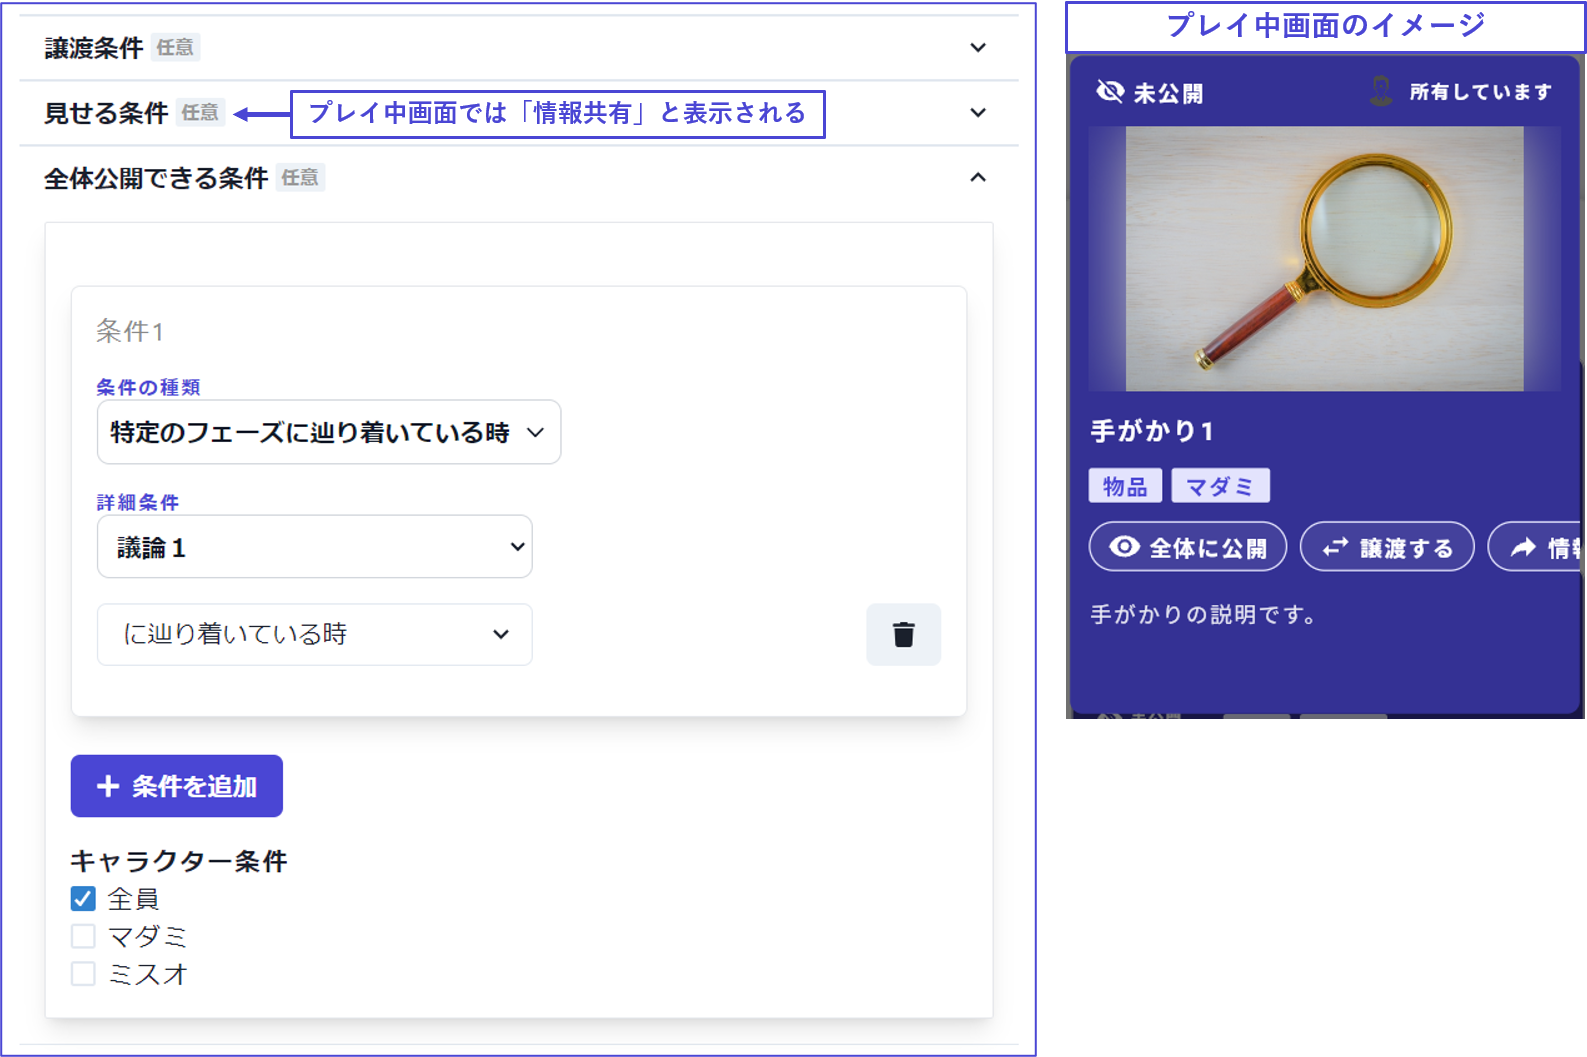 譲渡条件 任意
見せる条件 任意
プレイ中画面では「情報共有」と表示される
全体公開できる条件 任意
条件1
条件の種類
特定のフェーズに辿り着いている時
詳細条件
議論1
に辿り着いている時
条件を追加
キャラクター条件
全員
マダミ
ミスオ
プレイ中画面のイメージ
未公開
所有しています
手がかり1
物品 マダミ
全体に公開 譲渡する 情報
手がかりの説明です。
未公開